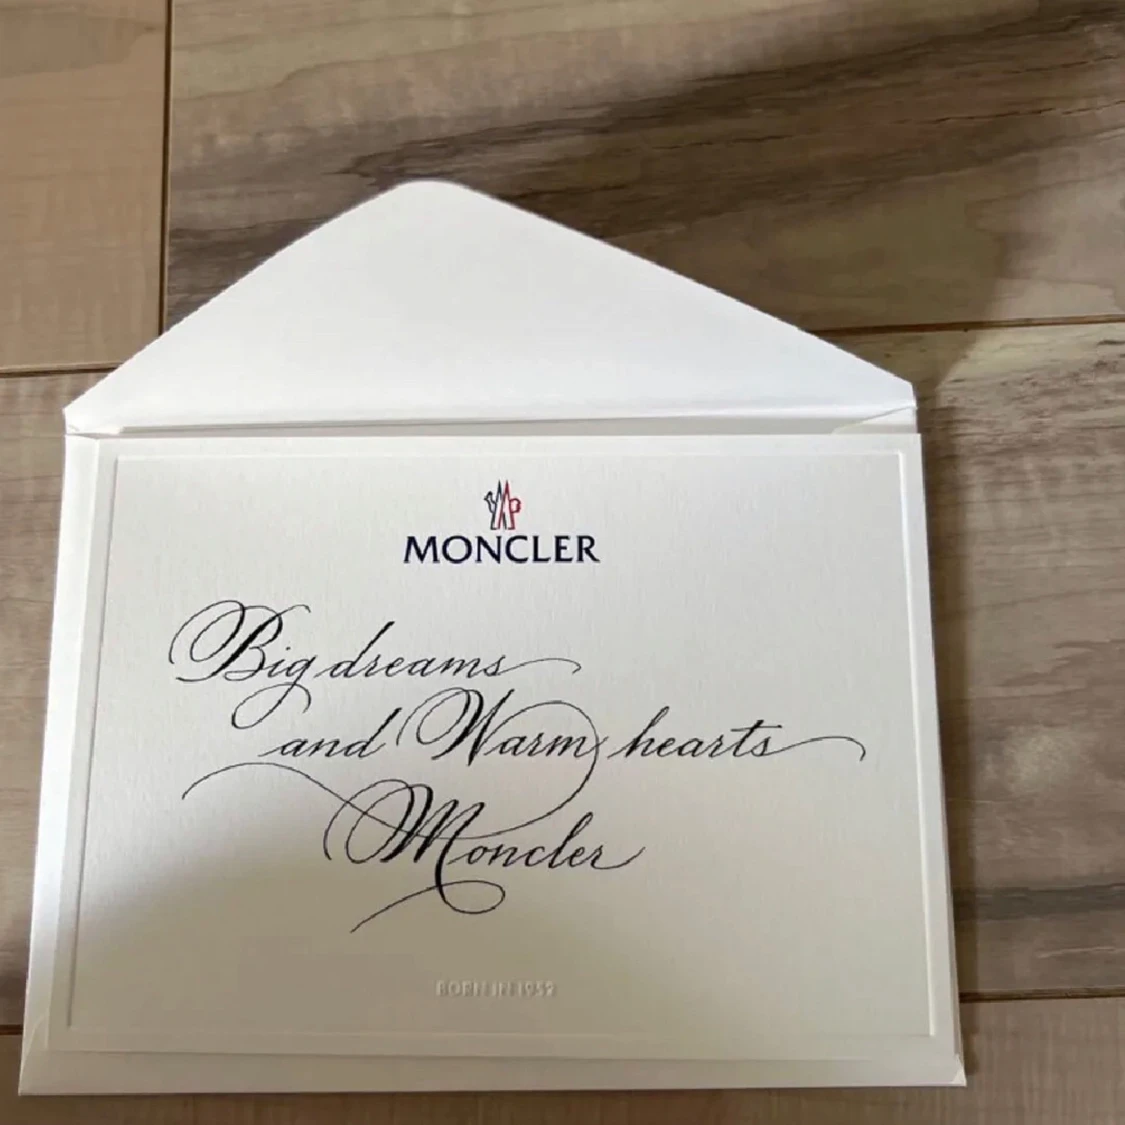 MONCLER
Big dreams
and Warm hearts
Moncler
BORN IN 1952